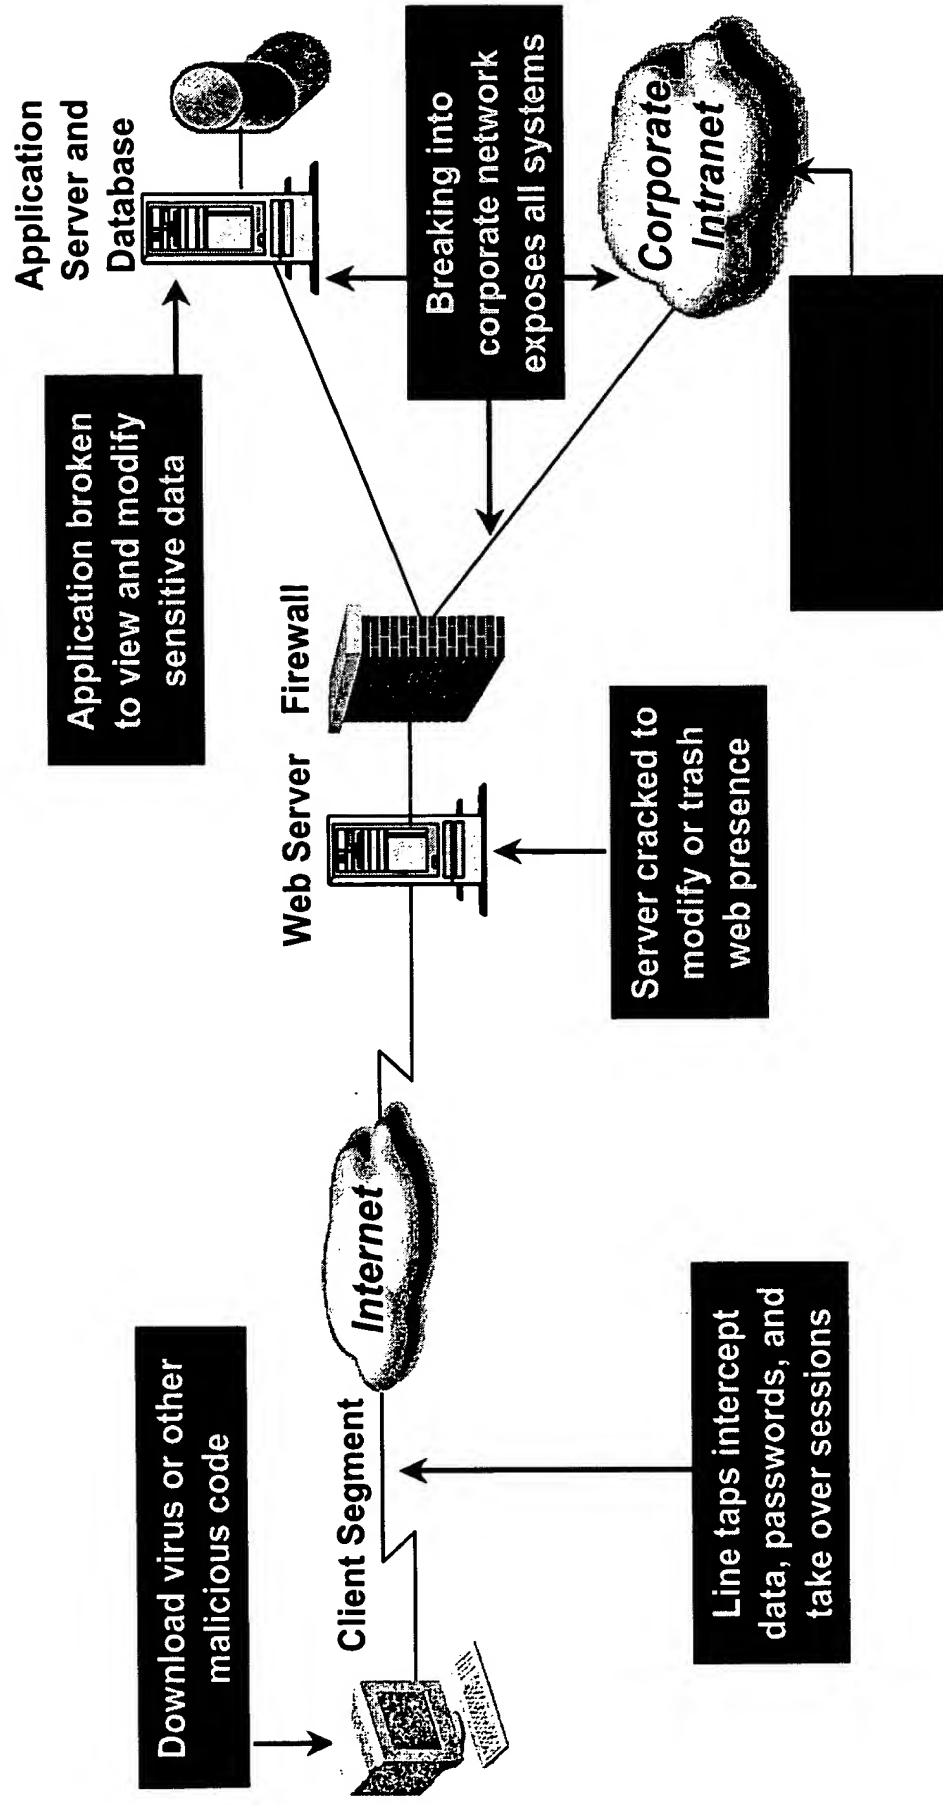 Application
Server and
Database
Application broken
to view and modify
sensitive data
Download virus or other
malicious code
Web Server
Firewall
Client Segment
Internet
Breaking into
corporate network
exposes all systems
Server cracked to
modify or trash
web presence
Corporate
Intranet
Line taps intercept
data, passwords, and
take over sessions